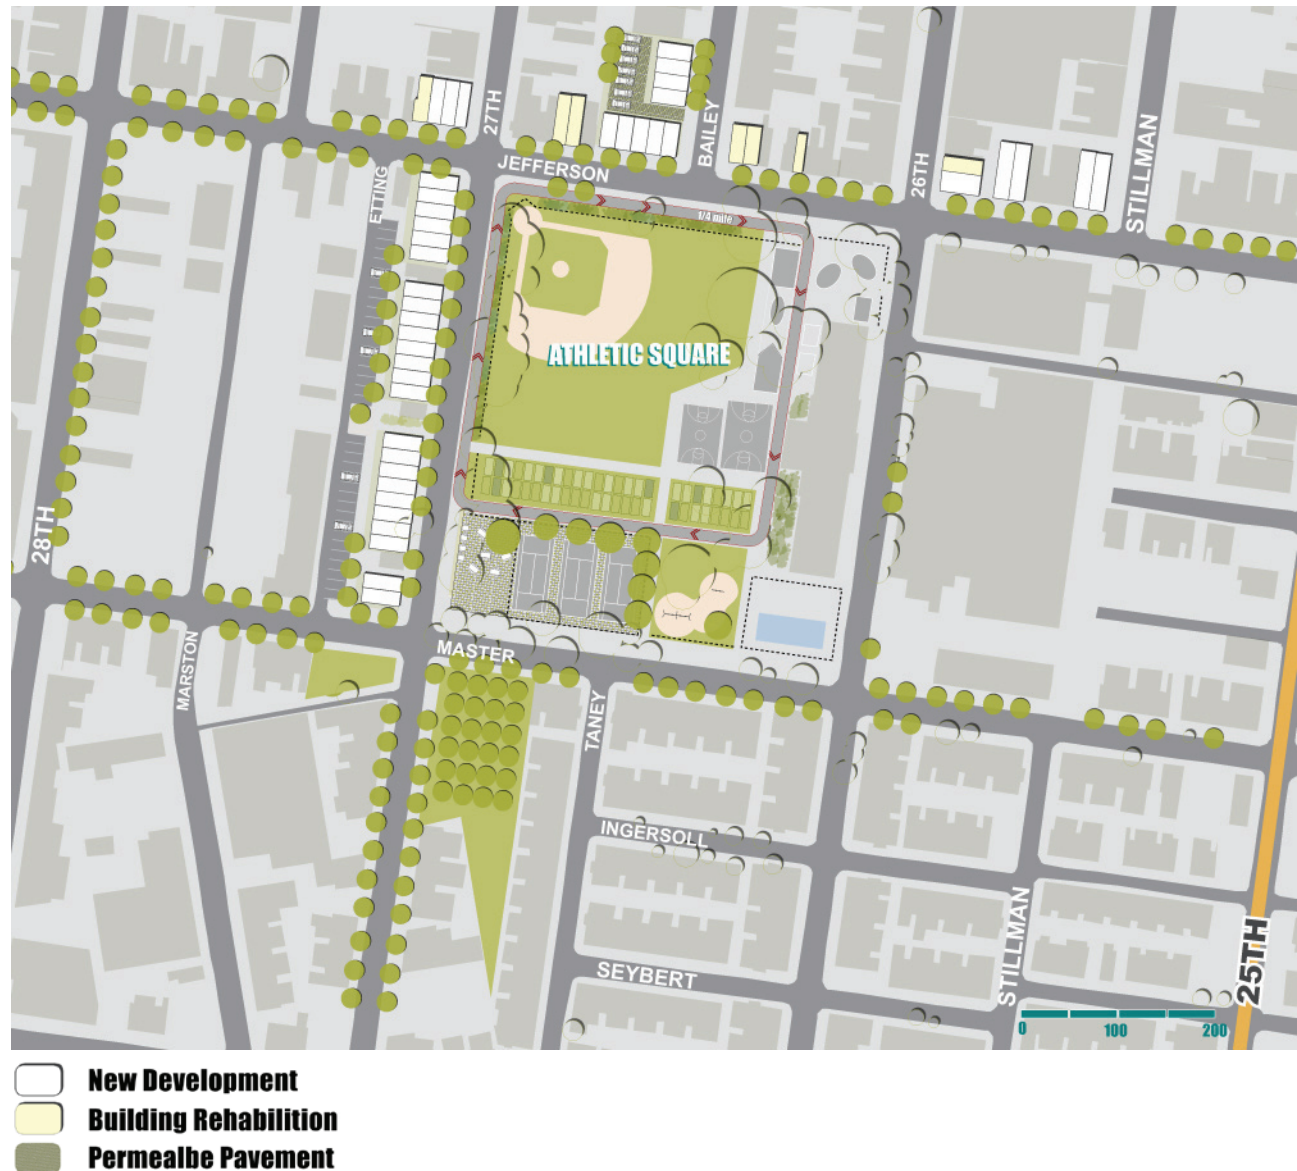 27TH
JEFFERSON
BAILEY
26TH
STILLMAN
ETTING
1/4 mile
ATHLETIC SQUARE
28TH
MARSTON
MASTER
TANEY
INGERSOLL
SEYBERT
STILLMAN
25TH
0 100 200
New Development
Building Rehabilition
Permealbe Pavement